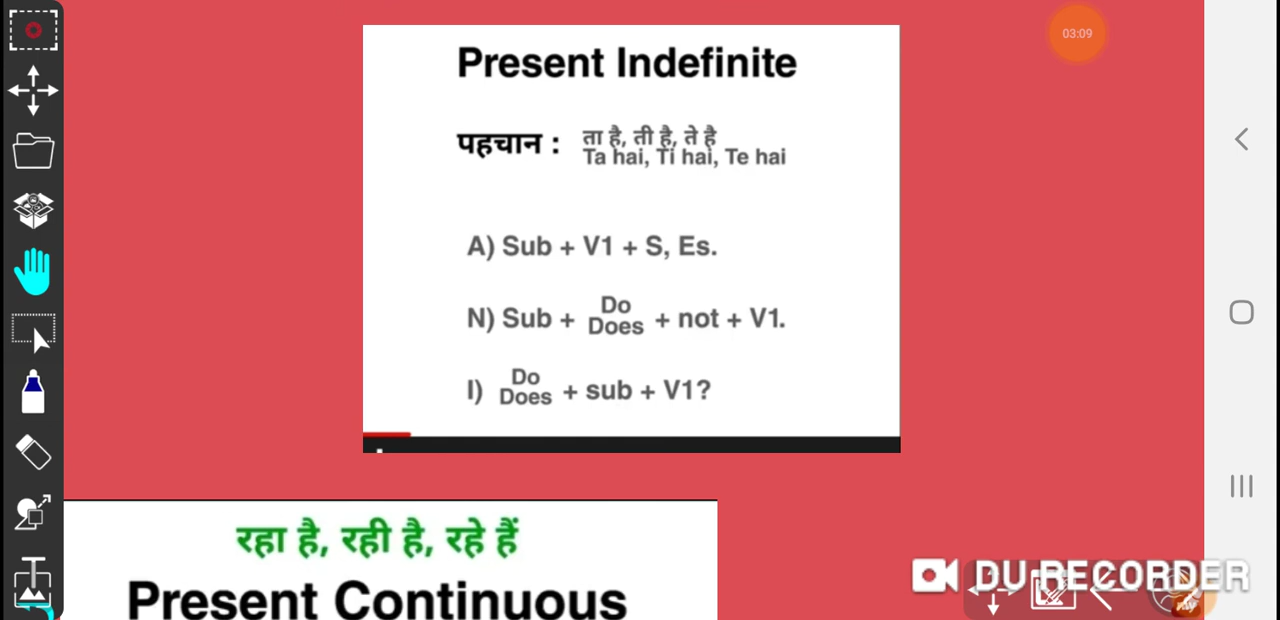 03:09
Present Indefinite
पहचान : ता है, ती है, ते है
Ta hai, Ti hai, Te hai
A) Sub + V1 + S, Es.
N) Sub + Do
Does + not + V1.
I) Do
Does + sub + V1?
रहा है, रही है, रहे हैं
Present Continuous
DU RECORDER